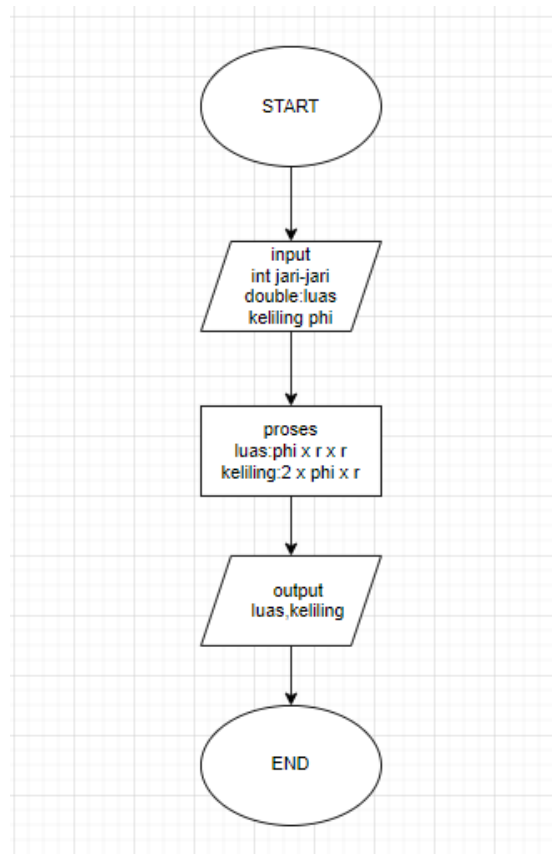 START
input
int jari-jari
double:luas
keliling phi
proses
luas:phi x r x r
keliling:2 x phi x r
output
luas,keliling
END